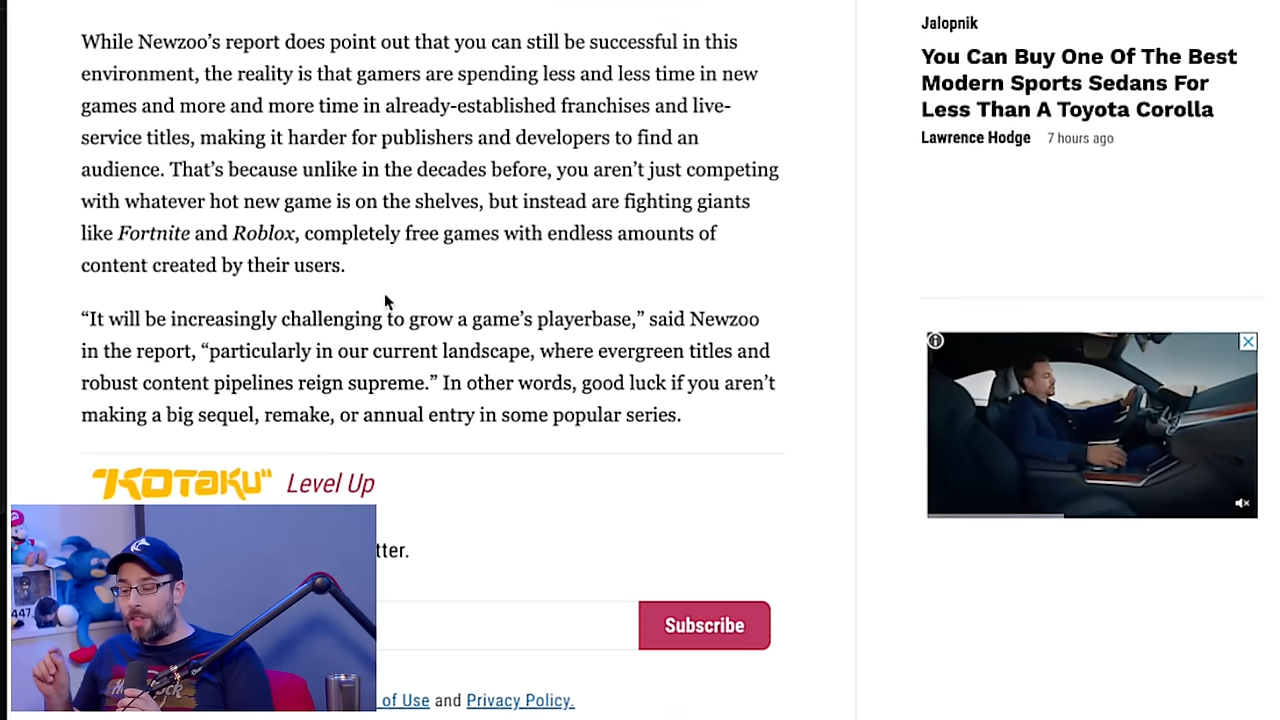 While Newzoo’s report does point out that you can still be successful in this
environment, the reality is that gamers are spending less and less time in new
games and more and more time in already-established franchises and live-
service titles, making it harder for publishers and developers to find an
audience. That’s because unlike in the decades before, you aren’t just competing
with whatever hot new game is on the shelves, but instead are fighting giants
like Fortnite and Roblox, completely free games with endless amounts of
content created by their users.
“It will be increasingly challenging to grow a game’s playerbase,” said Newzoo
in the report, “particularly in our current landscape, where evergreen titles and
robust content pipelines reign supreme.” In other words, good luck if you aren’t
making a big sequel, remake, or annual entry in some popular series.
"KOTAKU" Level Up
tter.
Subscribe
of Use and Privacy Policy.
Jalopnik
You Can Buy One Of The Best
Modern Sports Sedans For
Less Than A Toyota Corolla
Lawrence Hodge 7 hours ago
447